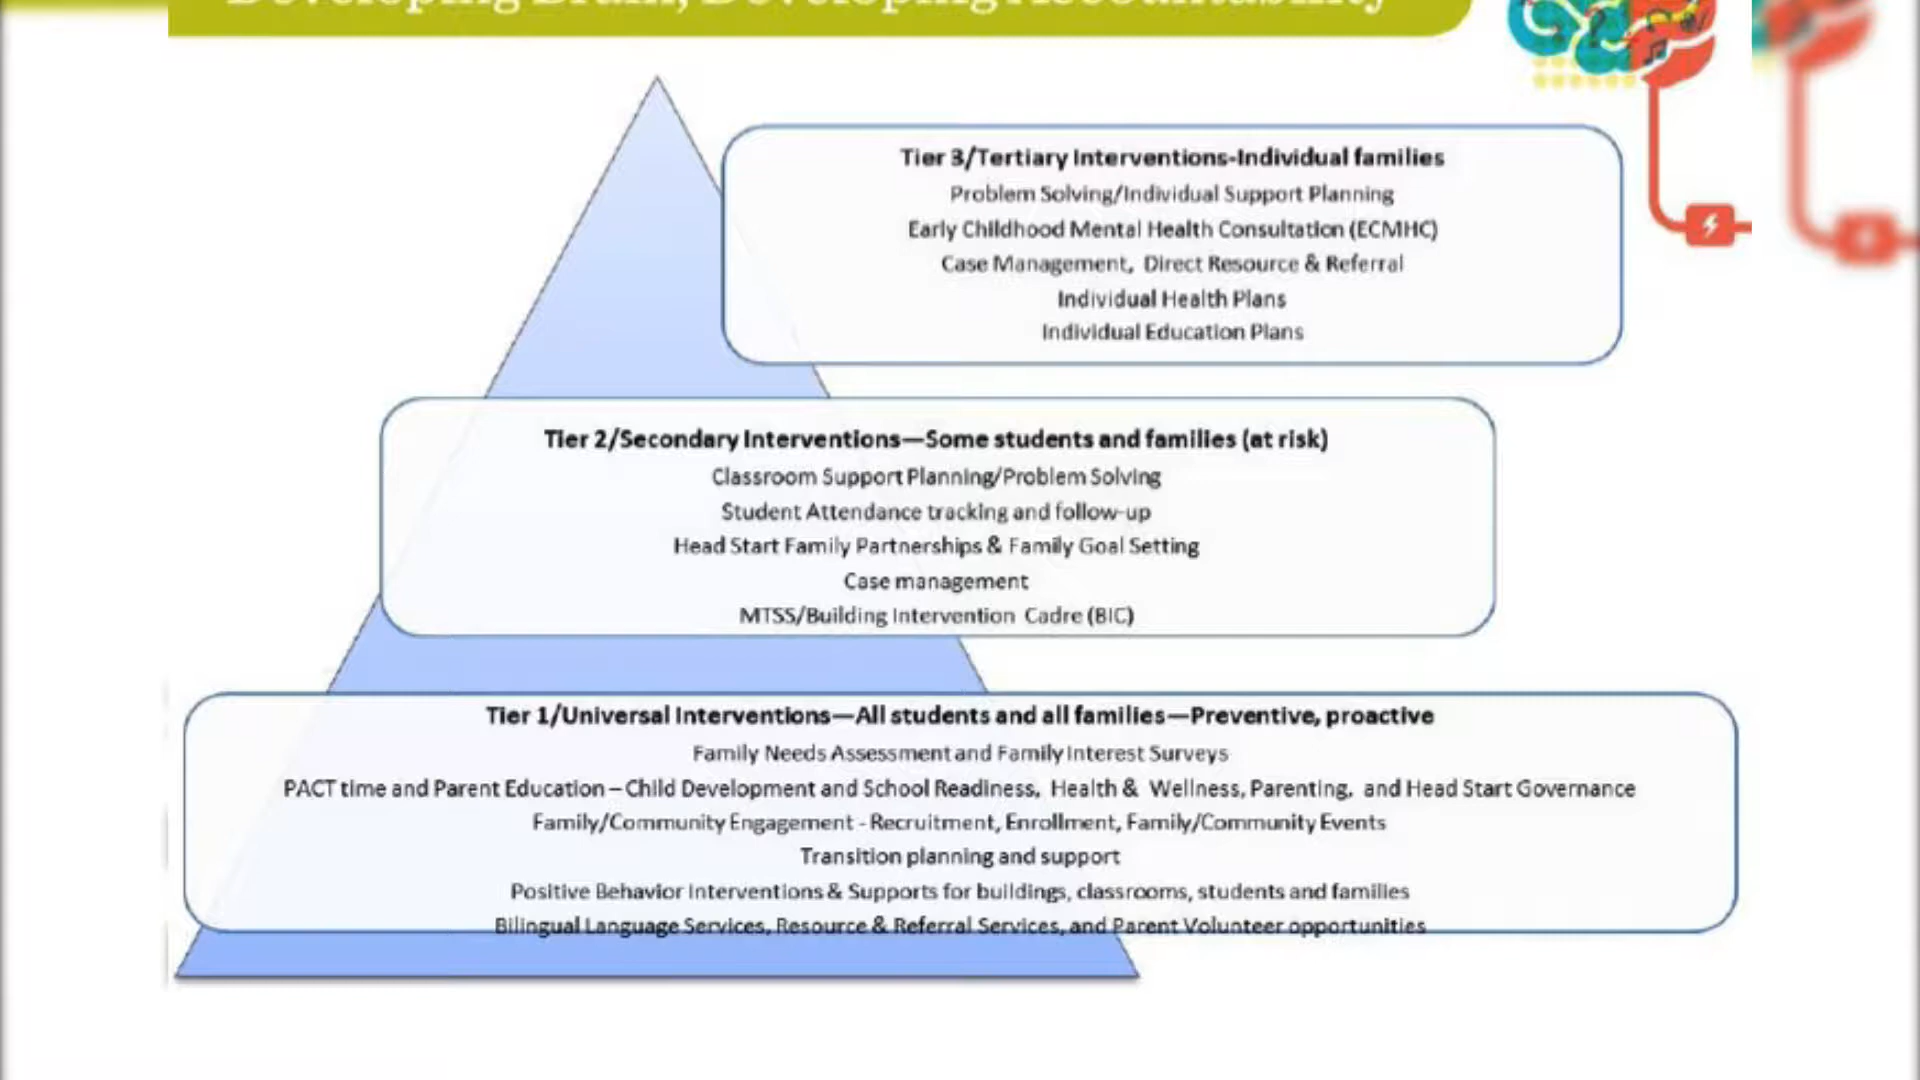 Developing Brain, Developing Accountability
Tier 3/Tertiary Interventions-Individual families
Problem Solving/Individual Support Planning
Early Childhood Mental Health Consultation (ECMHC)
Case Management, Direct Resource & Referral
Individual Health Plans
Individual Education Plans
Tier 2/Secondary Interventions—Some students and families (at risk)
Classroom Support Planning/Problem Solving
Student Attendance tracking and follow-up
Head Start Family Partnerships & Family Goal Setting
Case management
MTSS/Building Intervention Cadre (BIC)
Tier 1/Universal Interventions—All students and all families—Preventive, proactive
Family Needs Assessment and Family Interest Surveys
PACT time and Parent Education – Child Development and School Readiness, Health & Wellness, Parenting, and Head Start Governance
Family/Community Engagement - Recruitment, Enrollment, Family/Community Events
Transition planning and support
Positive Behavior Interventions & Supports for buildings, classrooms, students and families
Bilingual Language Services, Resource & Referral Services, and Parent Volunteer opportunities